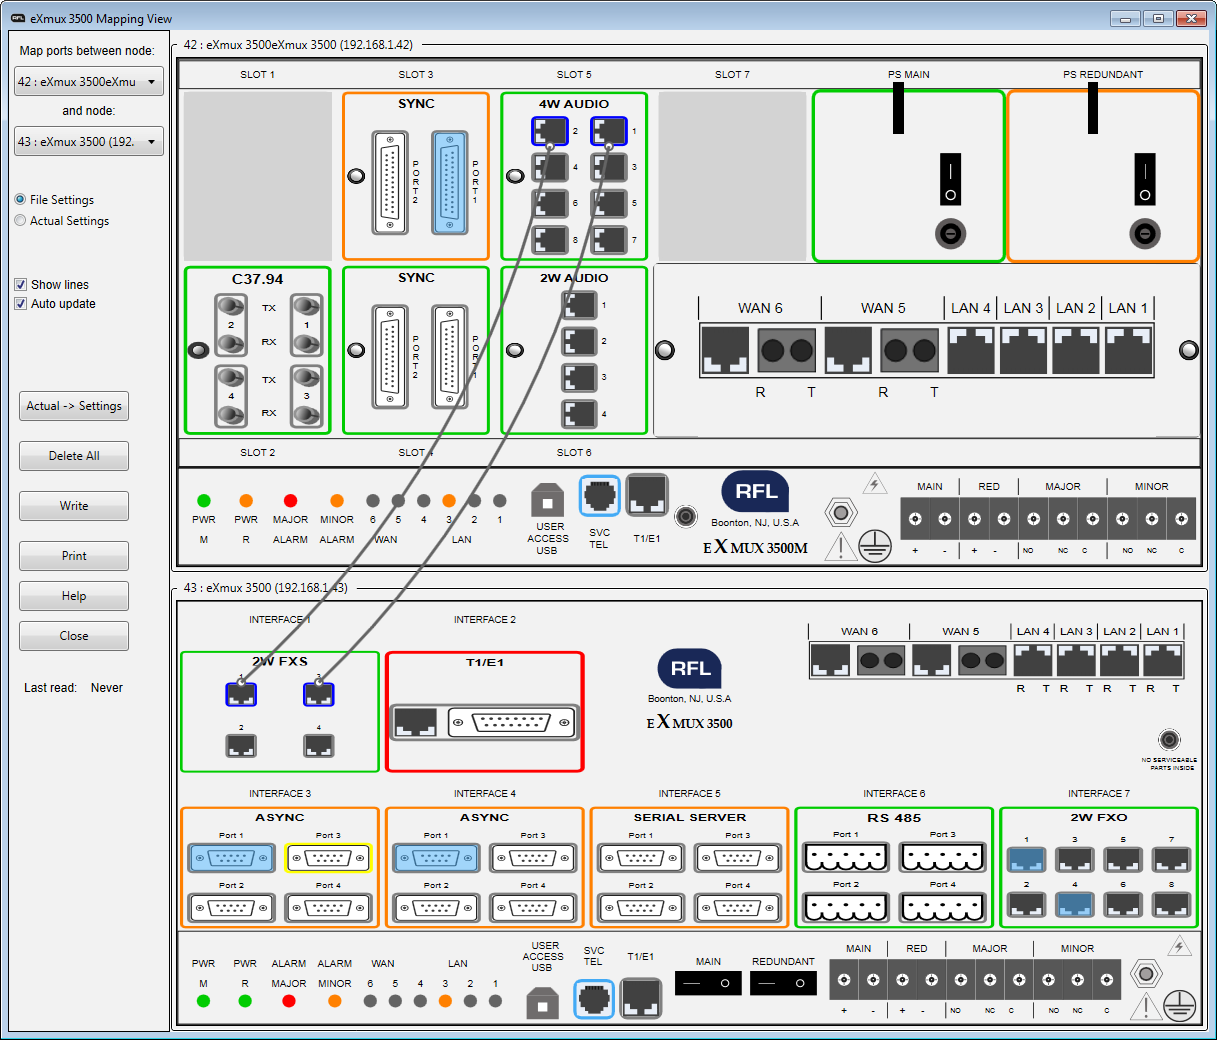 RFL eXmux 3500 Mapping View
Map ports between node:
42 : eXmux 3500eXmu
and node:
43 : eXmux 3500 (192.
File Settings
Actual Settings
Show lines
Auto update
Actual -> Settings
Delete All
Write
Print
Help
Close
Last read: Never
42 : eXmux 3500eXmux 3500 (192.168.1.42)
SLOT 1 SLOT 3 SLOT 5 SLOT 7 PS MAIN PS REDUNDANT
SYNC
PORT2
PORT1
4W AUDIO
2 1
4 3
6 5
8 7
C37.94
TX
2 1
RX
TX
4 3
RX
SYNC
PORT2
PORT1
2W AUDIO
1
2
3
4
WAN 6 WAN 5 LAN 4 LAN 3 LAN 2 LAN 1
R T R T
SLOT 2 SLOT 4 SLOT 6
PWR PWR MAJOR MINOR 6 5 4 3 2 1
M R ALARM ALARM WAN LAN
USER
ACCESS
USB
SVC
TEL
T1/E1
RFL
Boonton, NJ, U.S.A
eXmux 3500M
MAIN RED MAJOR MINOR
+ - + - NO NC C NO NC C
43 : eXmux 3500 (192.168.1.43)
INTERFACE 1 INTERFACE 2
2W FXS
1 3
2 4
T1/E1
RFL
Boonton, NJ, U.S.A
eXmux 3500
WAN 6 WAN 5 LAN 4 LAN 3 LAN 2 LAN 1
R T R T R T R T
NO SERVICEABLE
PARTS INSIDE
INTERFACE 3 INTERFACE 4 INTERFACE 5 INTERFACE 6 INTERFACE 7
ASYNC ASYNC SERIAL SERVER RS 485 2W FXO
Port 1 Port 3 Port 1 Port 3 Port 1 Port 3 Port 1 Port 3 1 3 5 7
Port 2 Port 4 Port 2 Port 4 Port 2 Port 4 Port 2 Port 4 2 4 6 8
PWR PWR ALARM ALARM WAN LAN
M R MAJOR MINOR 6 5 4 3 2 1
USER
ACCESS
USB
SVC
TEL
T1/E1
MAIN REDUNDANT
MAIN RED MAJOR MINOR
+ - + - NO NC C NO NC C